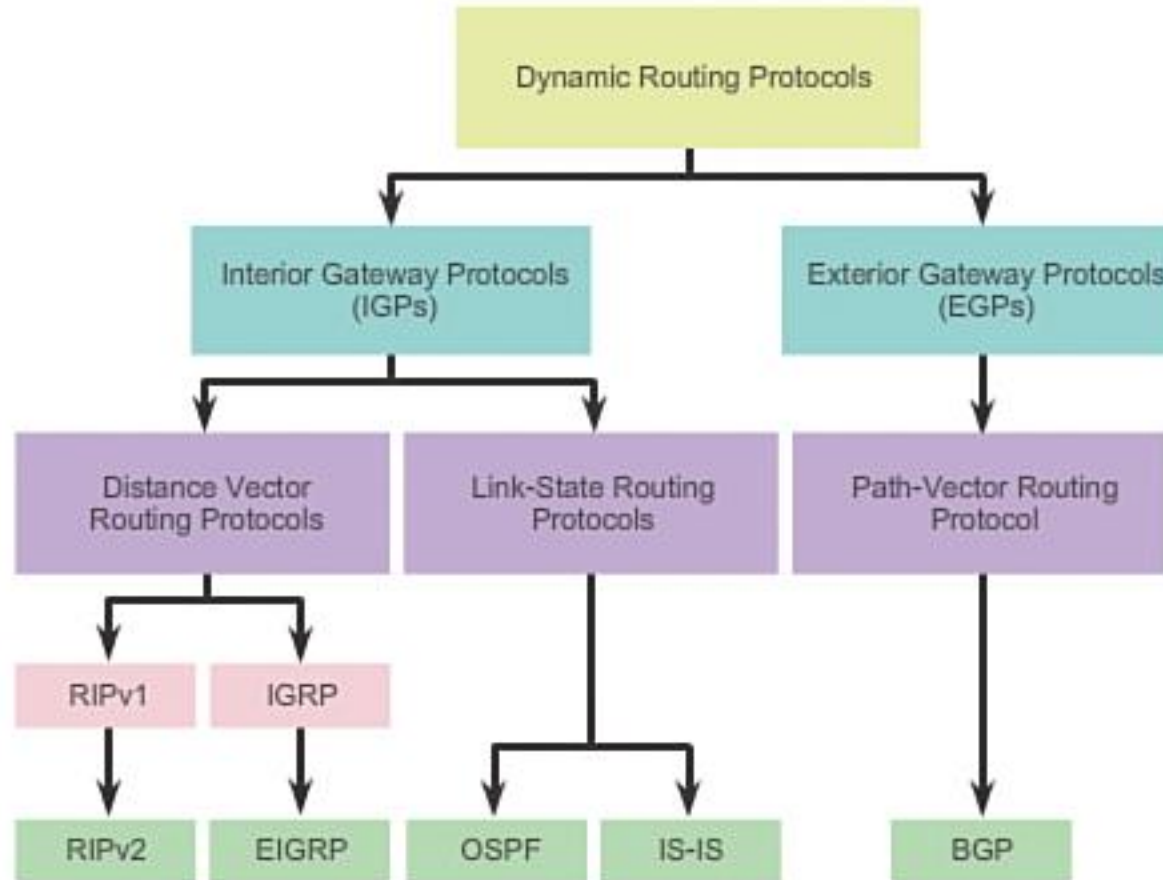 Dynamic Routing Protocols
Interior Gateway Protocols
(IGPs)
Exterior Gateway Protocols
(EGPs)
Distance Vector
Routing Protocols
Link-State Routing
Protocols
Path-Vector Routing
Protocol
RIPv1
IGRP
RIPv2
EIGRP
OSPF
IS-IS
BGP